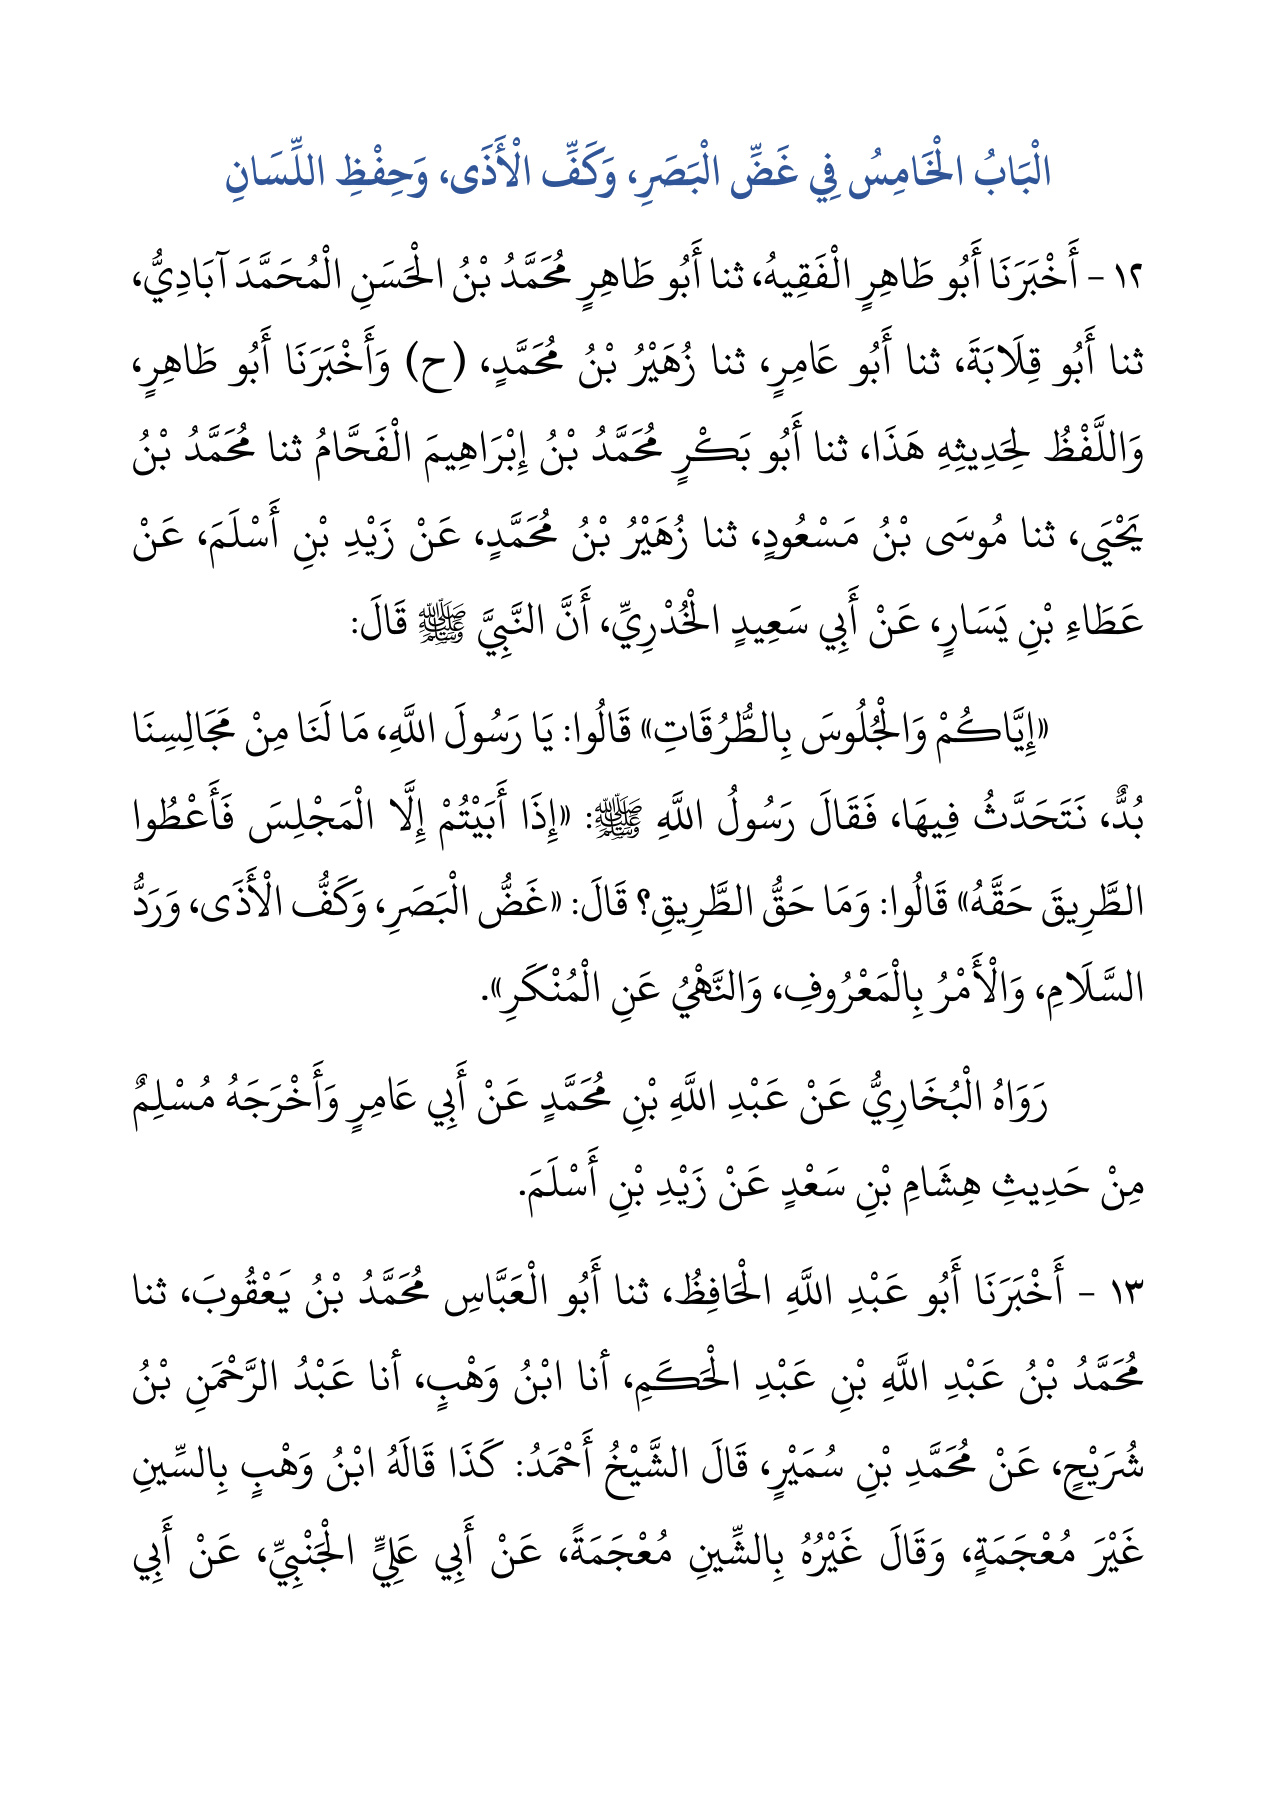 الْبَابُ الْخَامِسُ فِي غَضِّ الْبَصَرِ، وَكَفِّ الْأَذَى، وَحِفْظِ اللِّسَانِ
١٢ - أَخْبَرَنَا أَبُو طَاهِرٍ الْفَقِيهُ، ثنا أَبُو طَاهِرٍ مُحَمَّدُ بْنُ الْحَسَنِ الْمُحَمَّدَ آبَادِيُّ،
ثنا أَبُو قِلَابَةَ، ثنا أَبُو عَامِرٍ، ثنا زُهَيْرُ بْنُ مُحَمَّدٍ، (ح) وَأَخْبَرَنَا أَبُو طَاهِرٍ،
وَاللَّفْظُ لِحَدِيثِهِ هَذَا، ثنا أَبُو بَكْرٍ مُحَمَّدُ بْنُ إِبْرَاهِيمَ الْفَحَّامُ ثنا مُحَمَّدُ بْنُ
يَحْيَى، ثنا مُوسَى بْنُ مَسْعُودٍ، ثنا زُهَيْرُ بْنُ مُحَمَّدٍ، عَنْ زَيْدِ بْنِ أَسْلَمَ، عَنْ
عَطَاءِ بْنِ يَسَارٍ، عَنْ أَبِي سَعِيدٍ الْخُدْرِيِّ، أَنَّ النَّبِيَّ ﷺ قَالَ:
«إِيَّاكُمْ وَالْجُلُوسَ بِالطُّرُقَاتِ» قَالُوا: يَا رَسُولَ اللَّهِ، مَا لَنَا مِنْ مَجَالِسِنَا
بُدٌّ، نَتَحَدَّثُ فِيهَا، فَقَالَ رَسُولُ اللَّهِ ﷺ: «إِذَا أَبَيْتُمْ إِلَّا الْمَجْلِسَ فَأَعْطُوا
الطَّرِيقَ حَقَّهُ» قَالُوا: وَمَا حَقُّ الطَّرِيقِ؟ قَالَ: «غَضُّ الْبَصَرِ، وَكَفُّ الْأَذَى، وَرَدُّ
السَّلَامِ، وَالْأَمْرُ بِالْمَعْرُوفِ، وَالنَّهْيُ عَنِ الْمُنْكَرِ».
رَوَاهُ الْبُخَارِيُّ عَنْ عَبْدِ اللَّهِ بْنِ مُحَمَّدٍ عَنْ أَبِي عَامِرٍ وَأَخْرَجَهُ مُسْلِمٌ
مِنْ حَدِيثِ هِشَامِ بْنِ سَعْدٍ عَنْ زَيْدِ بْنِ أَسْلَمَ.
١٣ - أَخْبَرَنَا أَبُو عَبْدِ اللَّهِ الْحَافِظُ، ثنا أَبُو الْعَبَّاسِ مُحَمَّدُ بْنُ يَعْقُوبَ، ثنا
مُحَمَّدُ بْنُ عَبْدِ اللَّهِ بْنِ عَبْدِ الْحَكَمِ، أنا ابْنُ وَهْبٍ، أنا عَبْدُ الرَّحْمَنِ بْنُ
شُرَيْحٍ، عَنْ مُحَمَّدِ بْنِ سُمَيْرٍ، قَالَ الشَّيْخُ أَحْمَدُ: كَذَا قَالَهُ ابْنُ وَهْبٍ بِالسِّينِ
غَيْرَ مُعْجَمَةٍ، وَقَالَ غَيْرُهُ بِالشِّينِ مُعْجَمَةً، عَنْ أَبِي عَلِيٍّ الْجَنْبِيِّ، عَنْ أَبِي